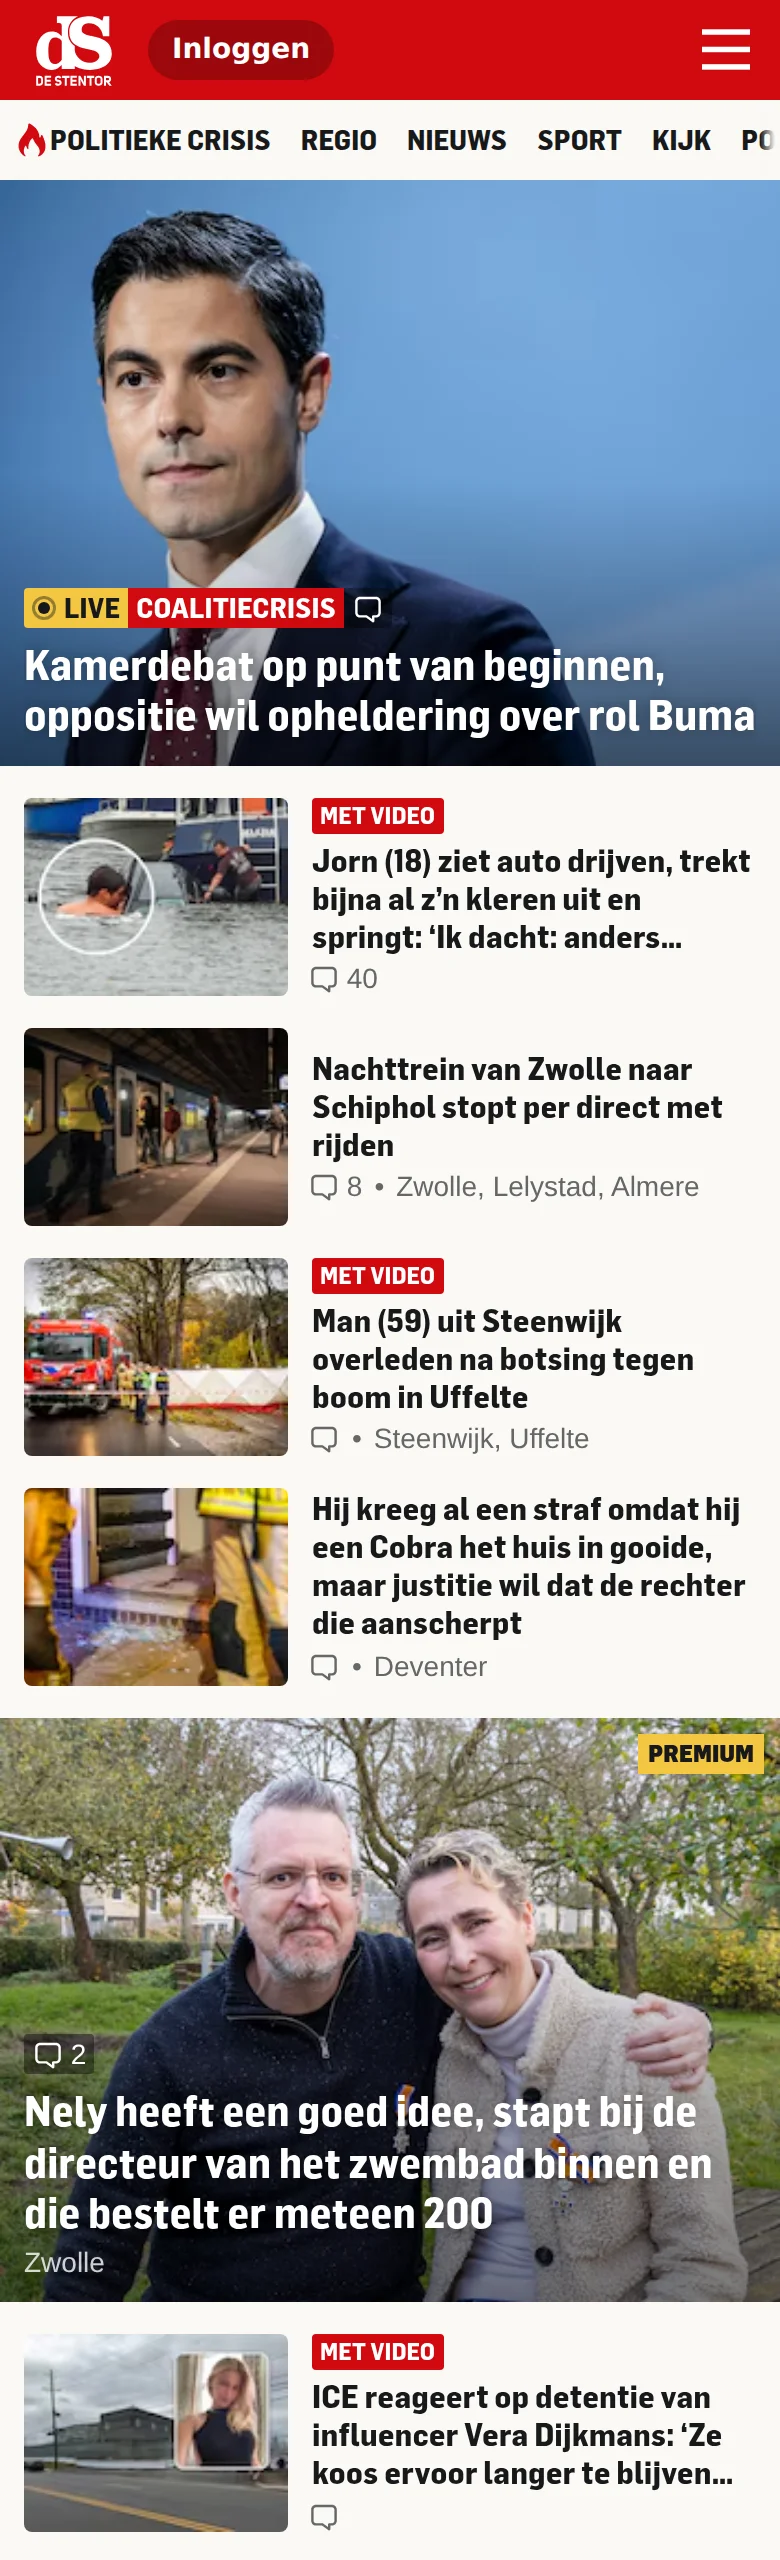 dS
DE STENTOR
Inloggen
POLITIEKE CRISIS REGIO NIEUWS SPORT KIJK PO
LIVE COALITIECRISIS
Kamerdebat op punt van beginnen,
oppositie wil opheldering over rol Buma
MET VIDEO
Jorn (18) ziet auto drijven, trekt
bijna al z’n kleren uit en
springt: ‘Ik dacht: anders...
40
Nachttrein van Zwolle naar
Schiphol stopt per direct met
rijden
8 • Zwolle, Lelystad, Almere
MET VIDEO
Man (59) uit Steenwijk
overleden na botsing tegen
boom in Uffelte
• Steenwijk, Uffelte
Hij kreeg al een straf omdat hij
een Cobra het huis in gooide,
maar justitie wil dat de rechter
die aanscherpt
• Deventer
PREMIUM
2
Nely heeft een goed idee, stapt bij de
directeur van het zwembad binnen en
die bestelt er meteen 200
Zwolle
MET VIDEO
ICE reageert op detentie van
influencer Vera Dijkmans: ‘Ze
koos ervoor langer te blijven...